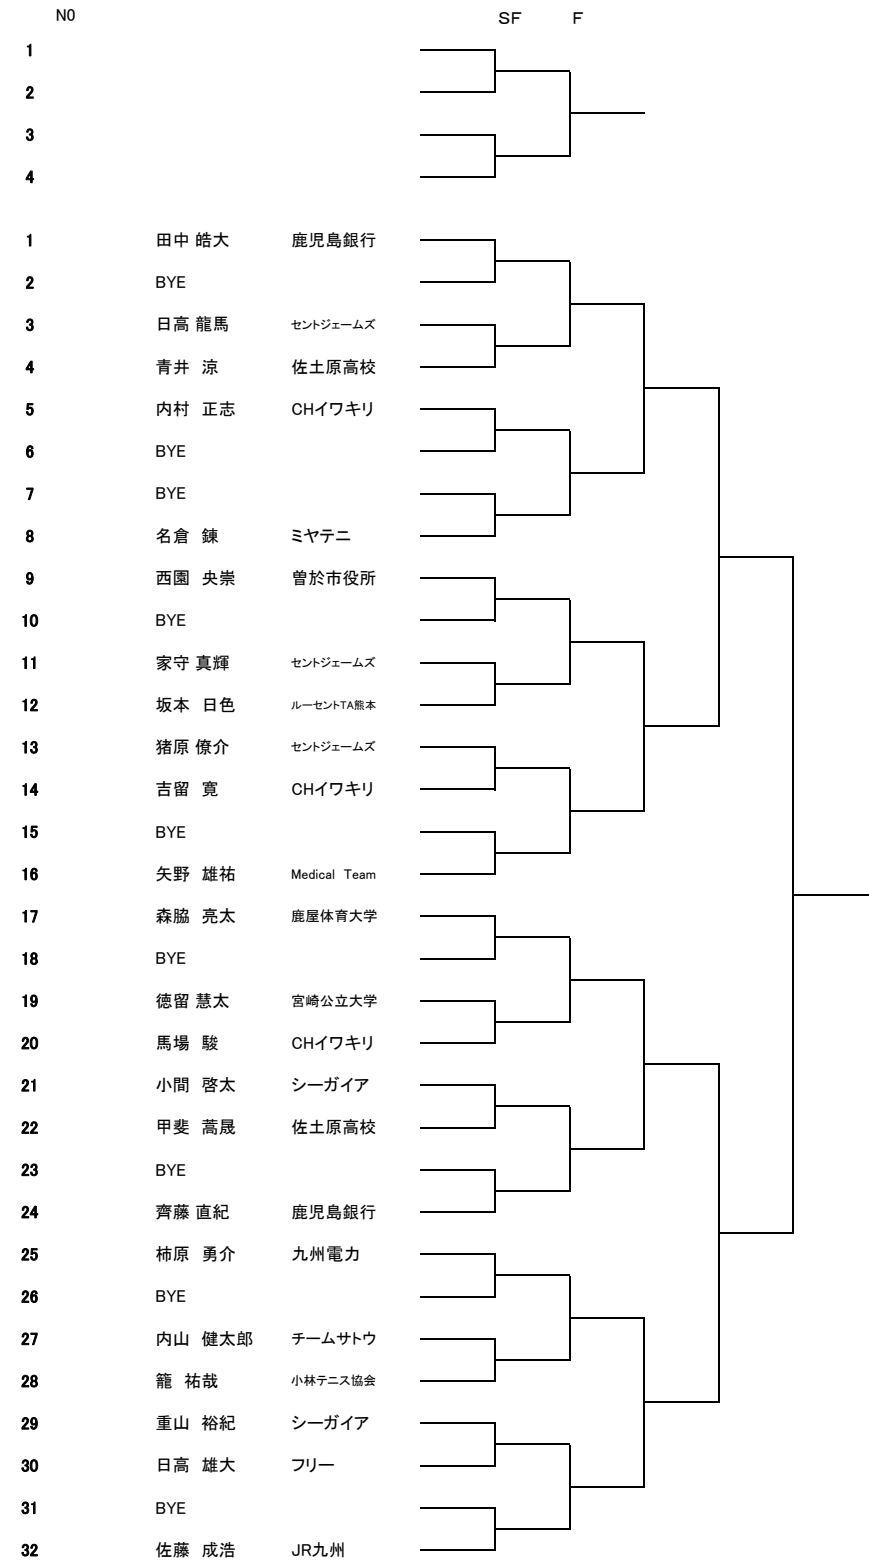 N0 SF F
1
2
3
4
1 田中 皓大 鹿児島銀行
2 BYE
3 日高 龍馬 セントジェームズ
4 青井 涼 佐土原高校
5 内村 正志 CHイワキリ
6 BYE
7 BYE
8 名倉 錬 ミヤテニ
9 西園 央崇 曽於市役所
10 BYE
11 家守 真輝 セントジェームズ
12 坂本 日色 ルーセントTA熊本
13 猪原 僚介 セントジェームズ
14 吉留 寛 CHイワキリ
15 BYE
16 矢野 雄祐 Medical Team
17 森脇 亮太 鹿屋体育大学
18 BYE
19 徳留 慧太 宮崎公立大学
20 馬場 駿 CHイワキリ
21 小間 啓太 シーガイア
22 甲斐 蒿晟 佐土原高校
23 BYE
24 齊藤 直紀 鹿児島銀行
25 柿原 勇介 九州電力
26 BYE
27 内山 健太郎 チームサトウ
28 籠 祐哉 小林テニス協会
29 重山 裕紀 シーガイア
30 日高 雄大 フリー
31 BYE
32 佐藤 成浩 JR九州